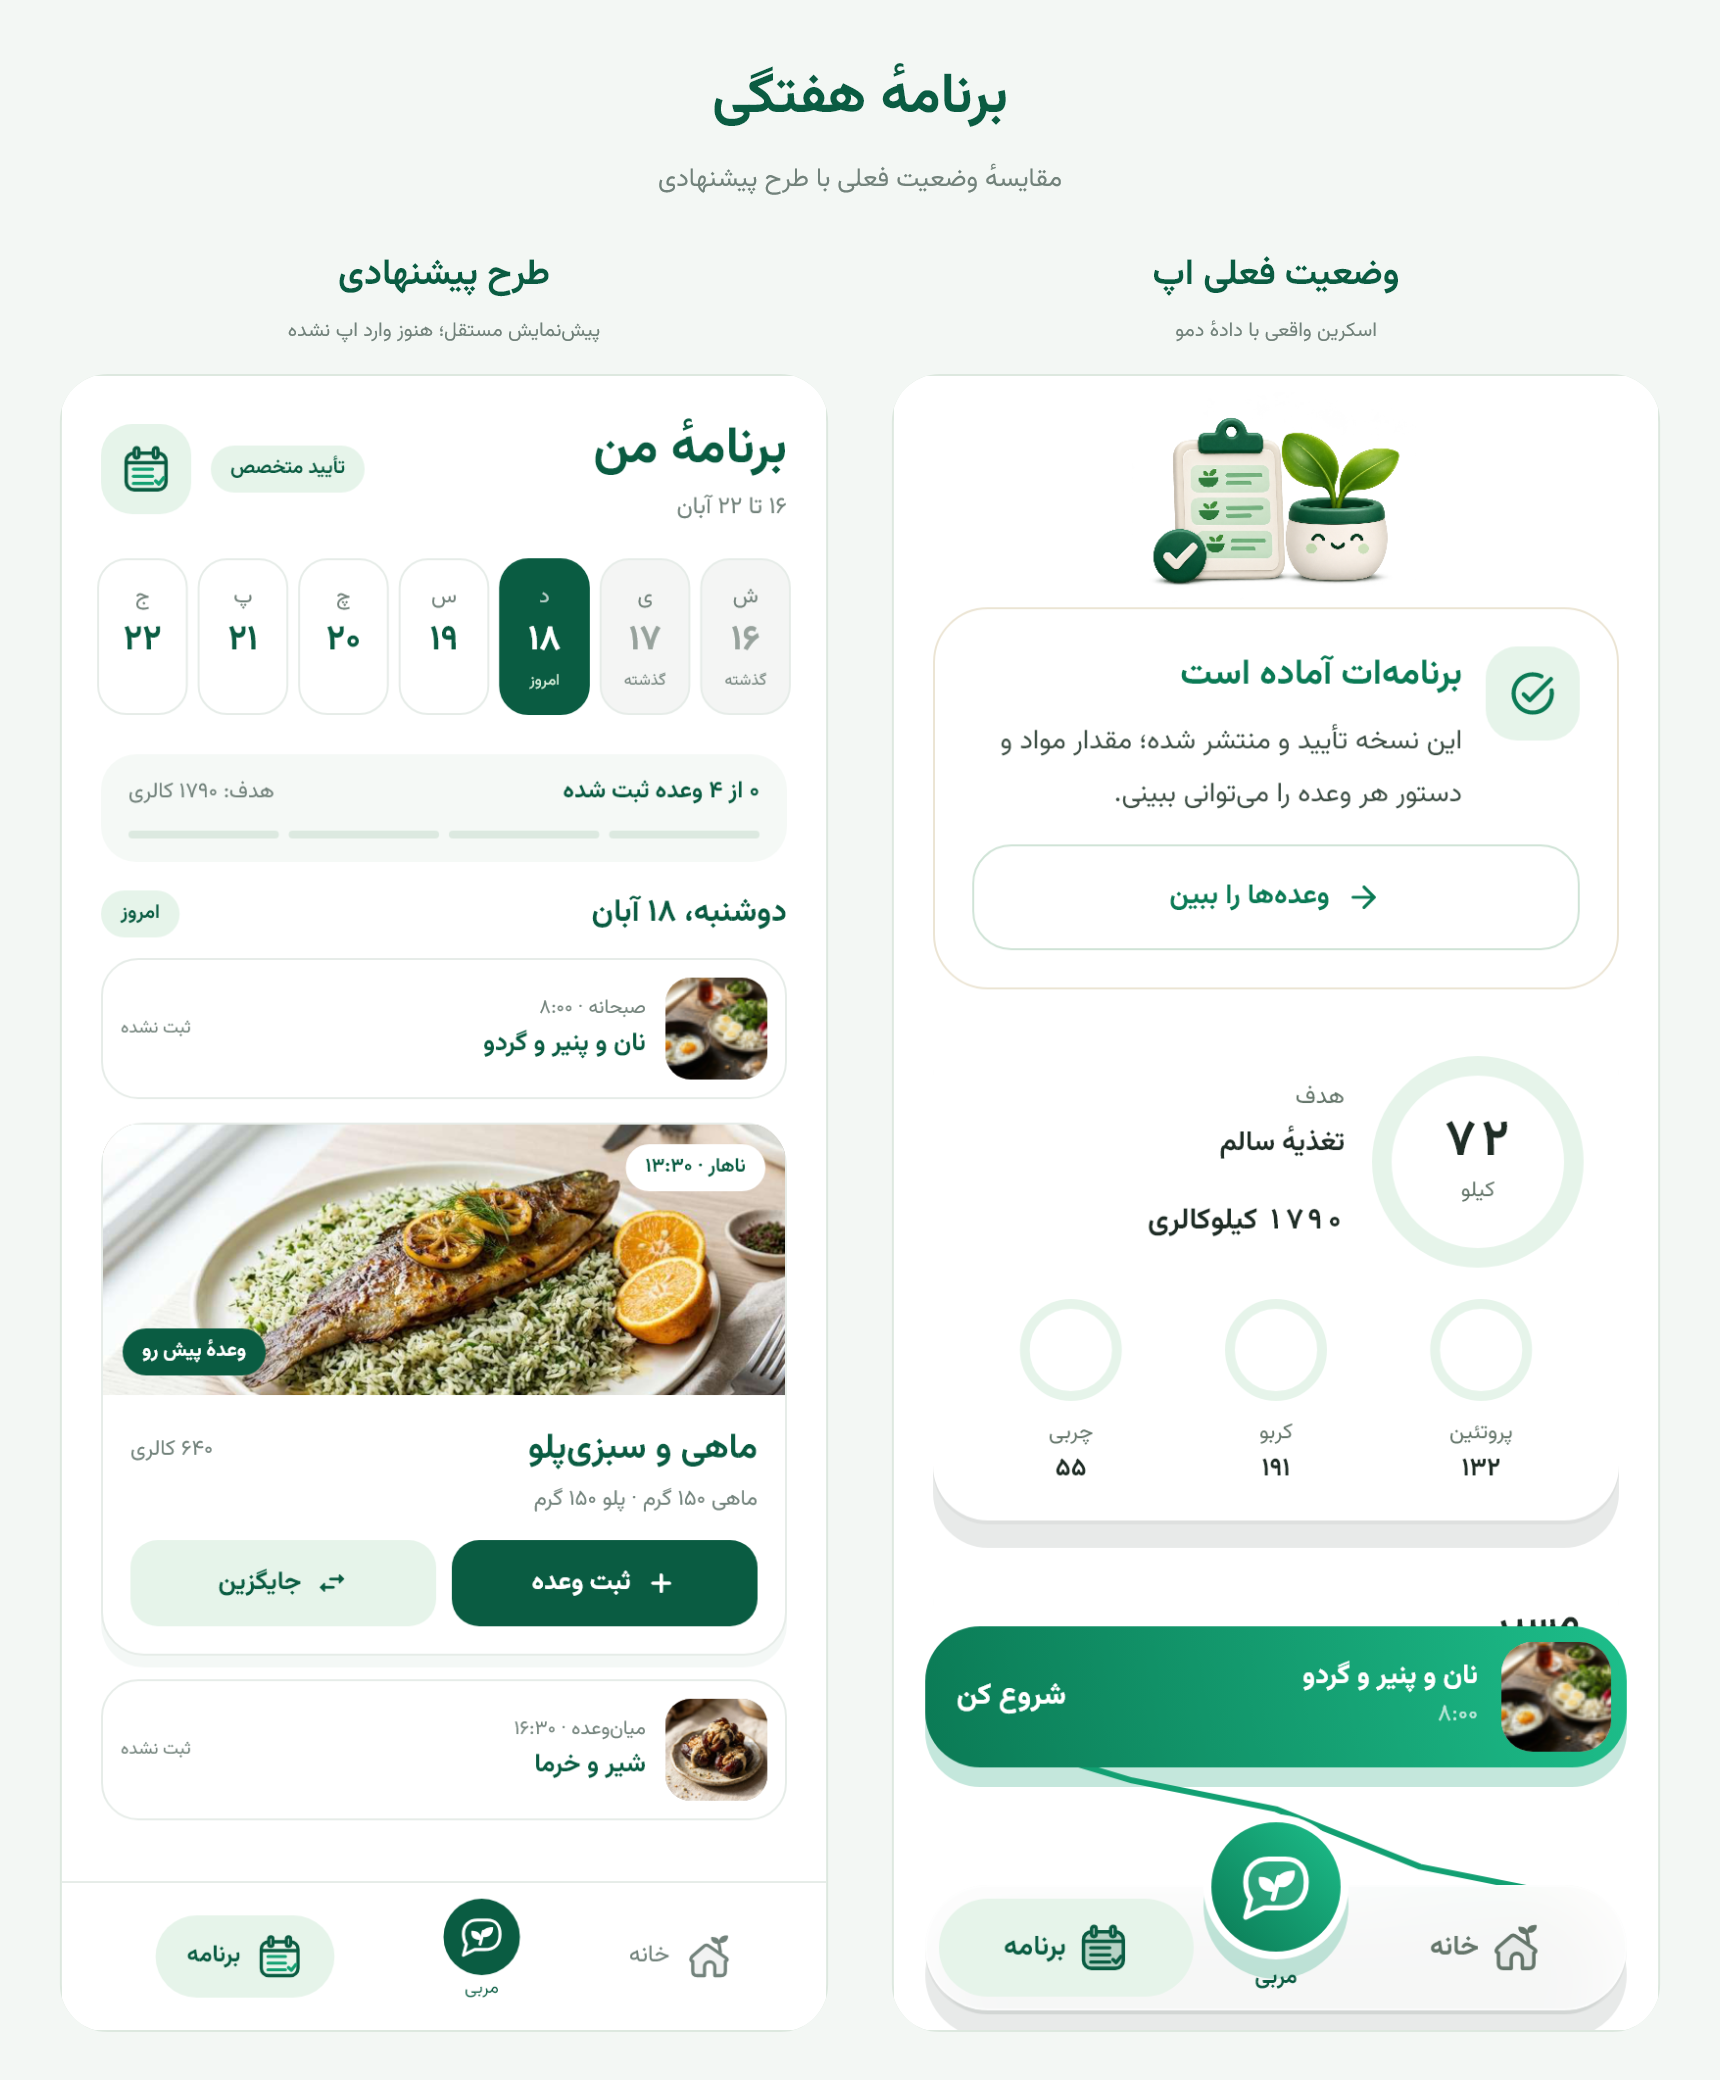 برنامهٔ هفتگی
مقایسهٔ وضعیت فعلی با طرح پیشنهادی
وضعیت فعلی اپ
اسکرین واقعی با دادهٔ دمو
برنامه‌ات آماده است
این نسخه تأیید و منتشر شده؛ مقدار مواد و
دستور هر وعده را می‌توانی ببینی.
وعده‌ها را ببین
۷۲
کیلو
هدف
تغذیهٔ سالم
۱۷۹۰ کیلوکالری
پروتئین
۱۳۲
کربو
۱۹۱
چربی
۵۵
نان و پنیر و گردو
۸:۰۰
شروع کن
خانه
مربی
برنامه
طرح پیشنهادی
پیش‌نمایش مستقل؛ هنوز وارد اپ نشده
برنامهٔ من
تأیید متخصص
۱۶ تا ۲۲ آبان
ش
۱۶
گذشته
ی
۱۷
گذشته
د
۱۸
امروز
س
۱۹
چ
۲۰
پ
۲۱
ج
۲۲
۰ از ۴ وعده ثبت شده
هدف: ۱۷۹۰ کالری
دوشنبه، ۱۸ آبان
امروز
صبحانه · ۸:۰۰
نان و پنیر و گردو
ثبت نشده
ناهار · ۱۳:۳۰
وعدهٔ پیش رو
ماهی و سبزی‌پلو
۶۴۰ کالری
ماهی ۱۵۰ گرم · پلو ۱۵۰ گرم
ثبت وعده
جایگزین
میان‌وعده · ۱۶:۳۰
شیر و خرما
ثبت نشده
خانه
مربی
برنامه